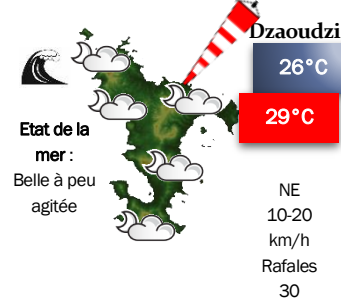 Dzaoudzi
26°C
29°C
Etat de la
mer :
Belle à peu
agitée
NE
10-20
km/h
Rafales
30